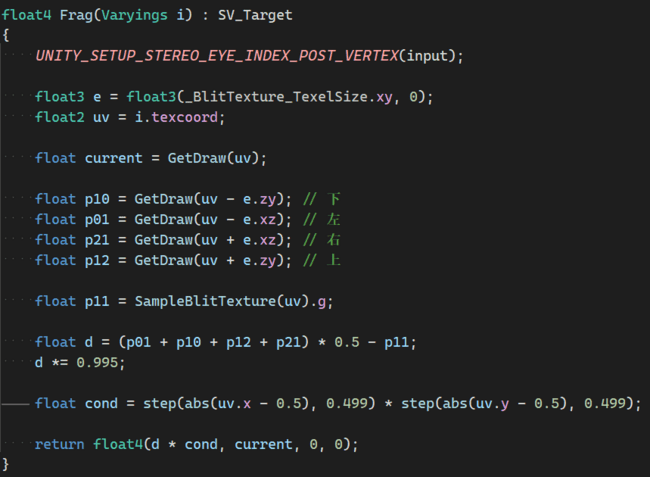 float4 Frag(Varyings i) : SV_Target
{
    UNITY_SETUP_STEREO_EYE_INDEX_POST_VERTEX(input);
    float3 e = float3(_BlitTexture_TexelSize.xy, 0);
    float2 uv = i.texcoord;
    float current = GetDraw(uv);
    float p10 = GetDraw(uv - e.zy); // 下
    float p01 = GetDraw(uv - e.xz); // 左
    float p21 = GetDraw(uv + e.xz); // 右
    float p12 = GetDraw(uv + e.zy); // 上
    float p11 = SampleBlitTexture(uv).g;
    float d = (p01 + p10 + p12 + p21) * 0.5 - p11;
    d *= 0.995;
    float cond = step(abs(uv.x - 0.5), 0.499) * step(abs(uv.y - 0.5), 0.499);
    return float4(d * cond, current, 0, 0);
}